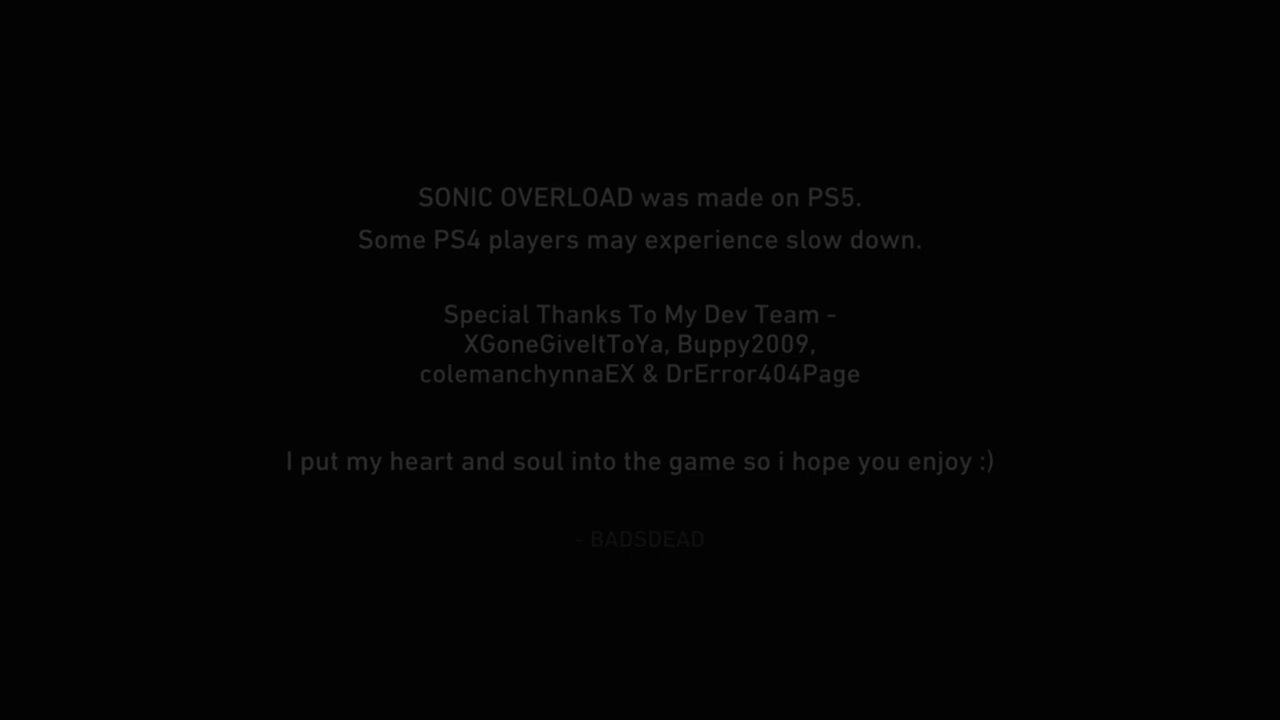 SONIC OVERLOAD was made on PS5.
Some PS4 players may experience slow down.
Special Thanks To My Dev Team -
XGoneGiveItToYa, Buppy2009,
colemanchynnaEX & DrError404Page
I put my heart and soul into the game so i hope you enjoy :)
- BADSDEAD